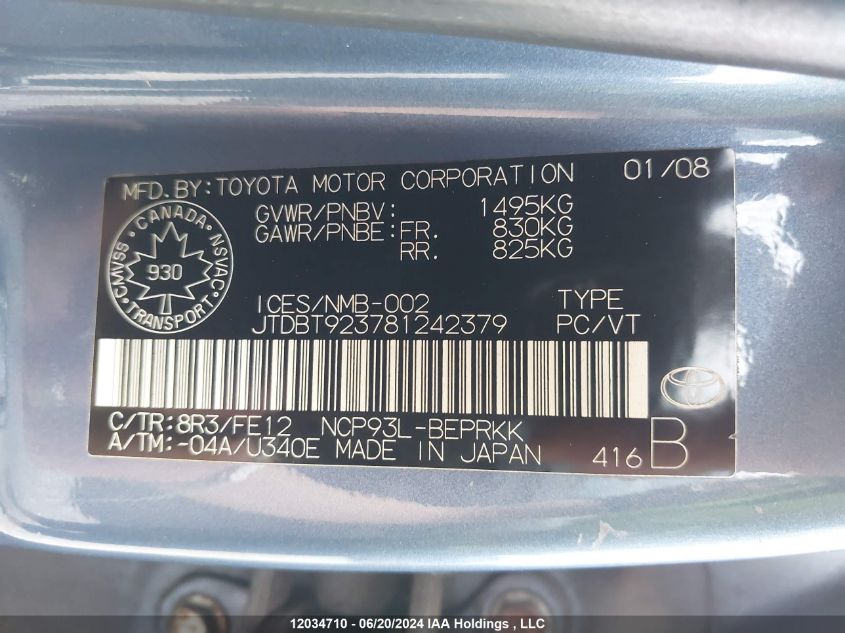 MFD.BY:TOYOTA MOTOR CORPORATION 01/08
GVWR/PNBV: 1495KG
GAWR/PNBE:FR. 830KG
RR. 825KG
CANADA
CMVSS NSVAC
930
TRANSPORT
ICES/NMB-002 TYPE
JTDBT923781242379 PC/VT
C/TR:8R3/FE12 NCP93L-BEPRKK
A/TM:-04A/U340E MADE IN JAPAN 416 B
12034710 - 06/20/2024 IAA Holdings , LLC